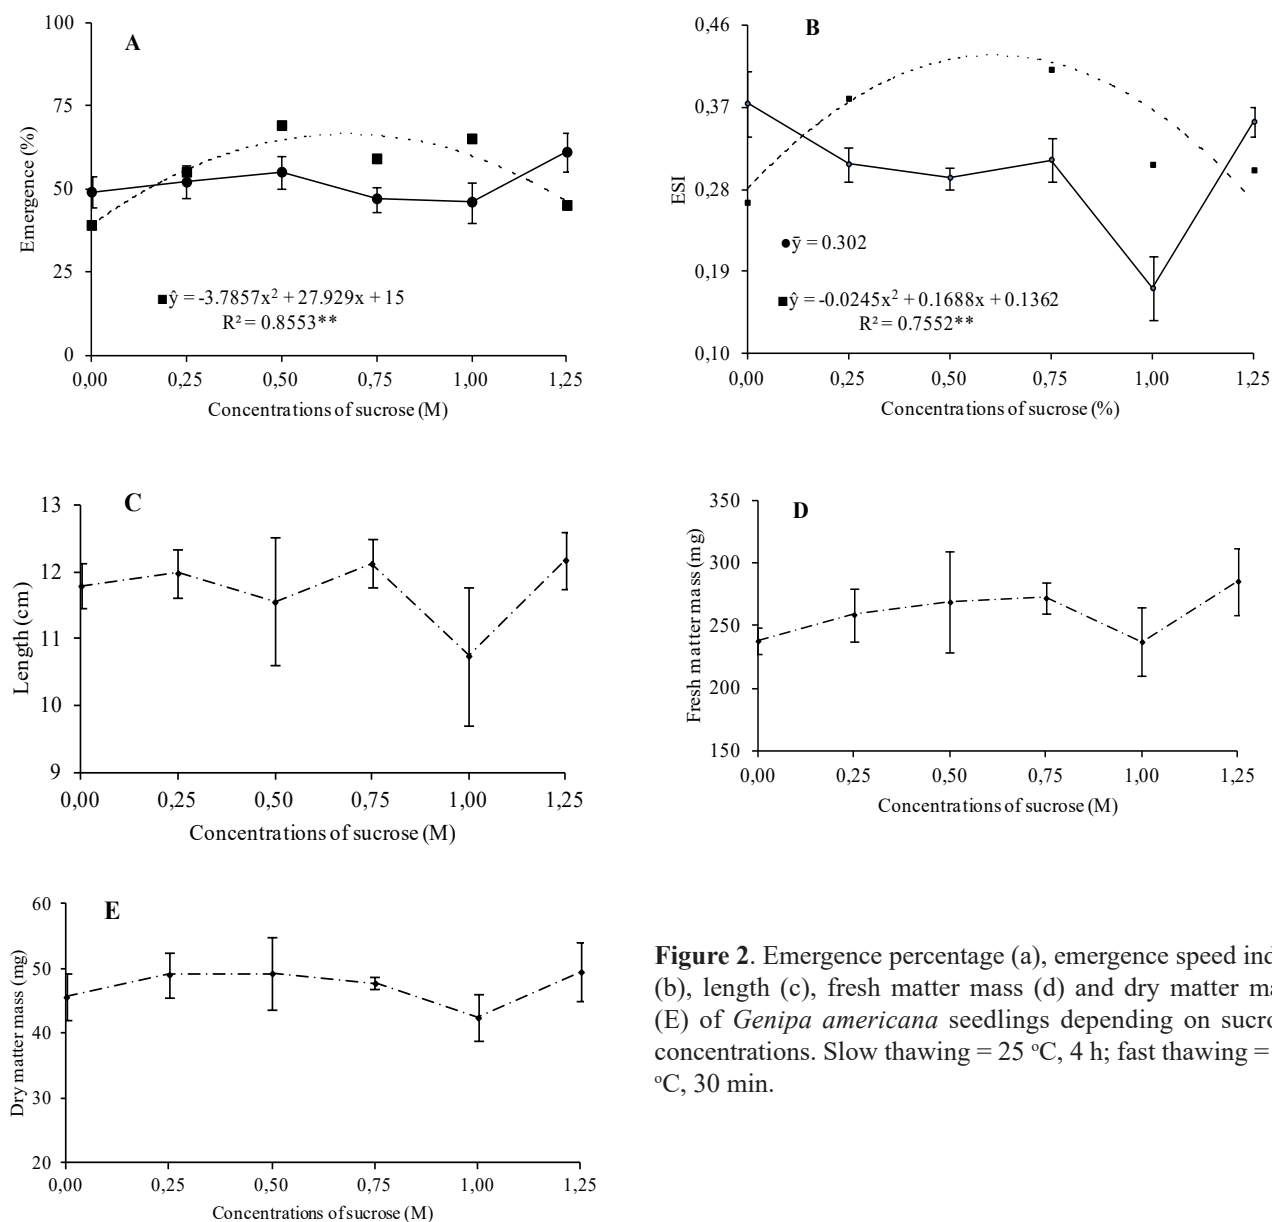 A
100
75
50
25
0
Emergence (%)
■ ŷ = -3.7857x² + 27.929x + 15
R² = 0.8553**
0,00 0,25 0,50 0,75 1,00 1,25
Concentrations of sucrose (M)
B
0,46
0,37
0,28
0,19
0,10
ESI
● ȳ = 0.302
■ ŷ = -0.0245x² + 0.1688x + 0.1362
R² = 0.7552**
0,00 0,25 0,50 0,75 1,00 1,25
Concentrations of sucrose (%)
C
13
12
11
10
9
Length (cm)
0,00 0,25 0,50 0,75 1,00 1,25
Concentrations of sucrose (M)
D
350
300
250
200
150
Fresh matter mass (mg)
0,00 0,25 0,50 0,75 1,00 1,25
Concentrations of sucrose (M)
E
60
50
40
30
20
Dry matter mass (mg)
0,00 0,25 0,50 0,75 1,00 1,25
Concentrations of sucrose (M)
Figure 2. Emergence percentage (a), emergence speed ind
(b), length (c), fresh matter mass (d) and dry matter ma
(E) of Genipa americana seedlings depending on sucro
concentrations. Slow thawing = 25 °C, 4 h; fast thawing =
°C, 30 min.